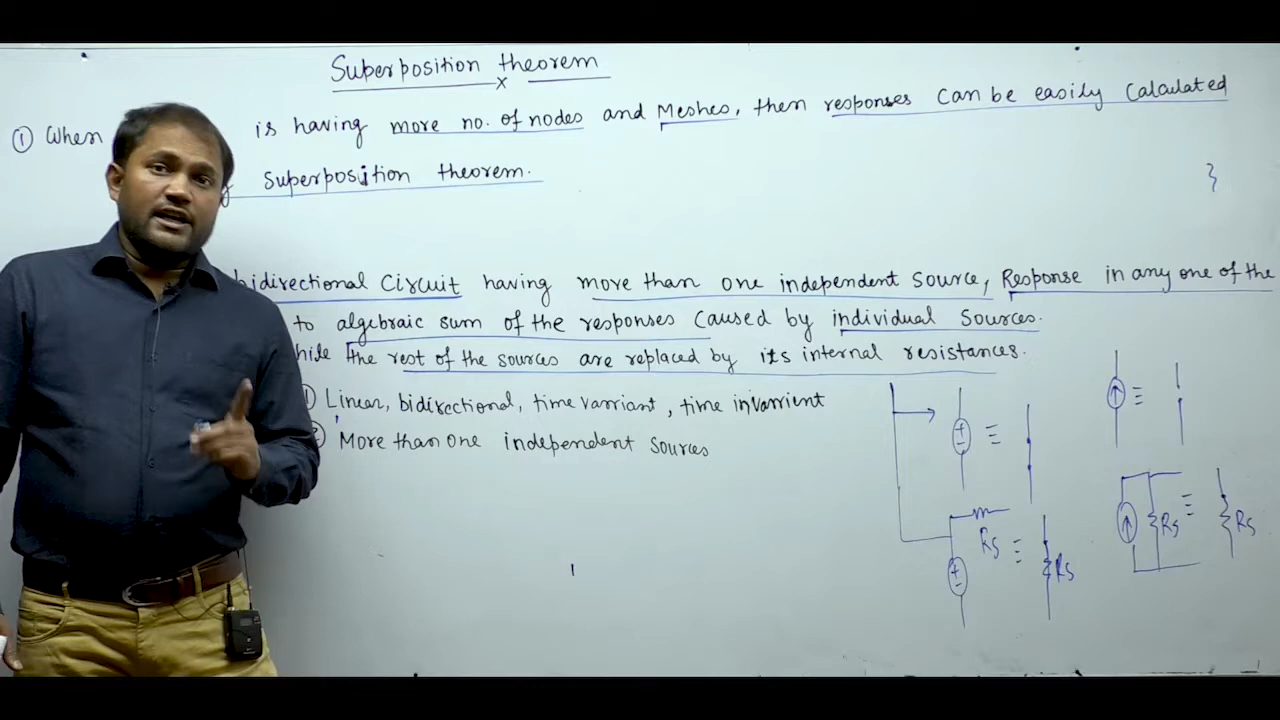 Superposition theorem
x
① When is having more no. of nodes and Meshes, then responses can be easily calculated
superposition theorem.
bidirectional Circuit having more than one independent source, Response in any one of the
to algebraic sum of the responses caused by individual sources.
hile the rest of the sources are replaced by its internal resistances.
① Linear, bidirectional, time varriant, time invarrient
② More than one independent sources
+ - ≡
≡
Rs ≡ Rs
+ -
Rs ≡ Rs